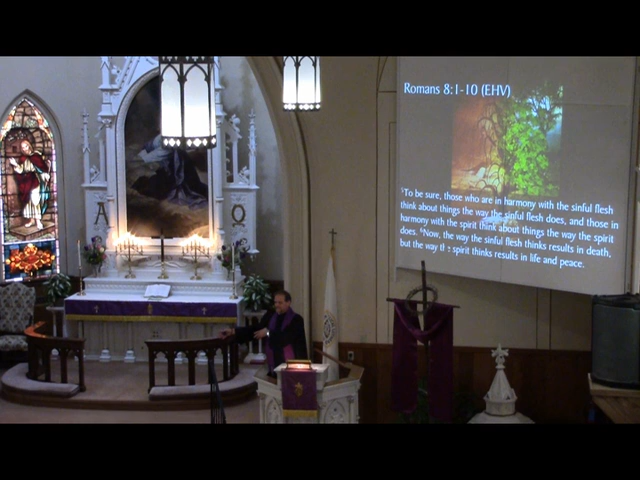 Romans 8:1-10 (EHV)
⁵To be sure, those who are in harmony with the sinful flesh
think about things the way the sinful flesh does, and those in
harmony with the spirit think about things the way the spirit
does. ⁶Now, the way the sinful flesh thinks results in death,
but the way the spirit thinks results in life and peace.
Α Ω